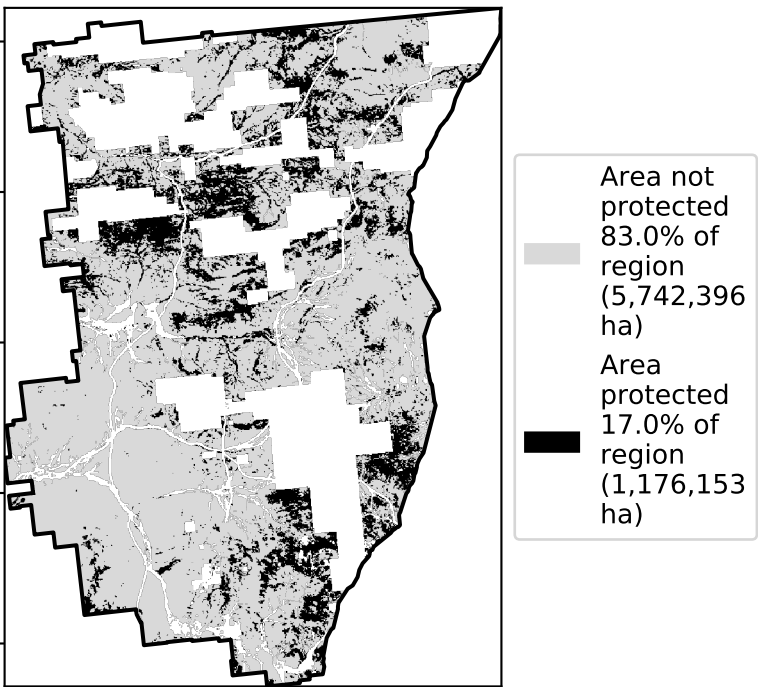 Area not
protected
83.0% of
region
(5,742,396
ha)
Area
protected
17.0% of
region
(1,176,153
ha)